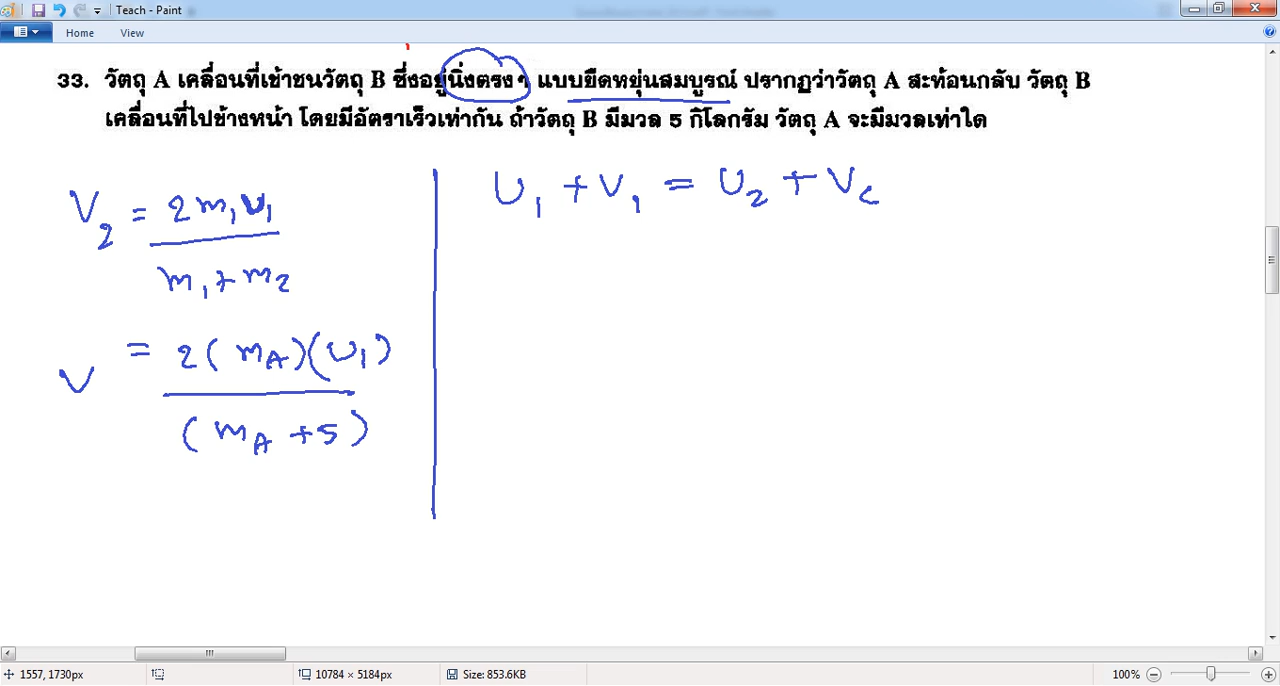 Teach - Paint
Home View
33. วัตถุ A เคลื่อนที่เข้าชนวัตถุ B ซึ่งอยู่นิ่งตรงๆ แบบยืดหยุ่นสมบูรณ์ ปรากฏว่าวัตถุ A สะท้อนกลับ วัตถุ B
เคลื่อนที่ไปข้างหน้า โดยมีอัตราเร็วเท่ากัน ถ้าวัตถุ B มีมวล 5 กิโลกรัม วัตถุ A จะมีมวลเท่าใด
V₂ = 2m₁U₁
m₁+m₂
V = 2(m_A)(U₁)
(m_A+5)
U₁ + V₁ = U₂ + V₂
1557, 1730px
10784 × 5184px
Size: 853.6KB
100%